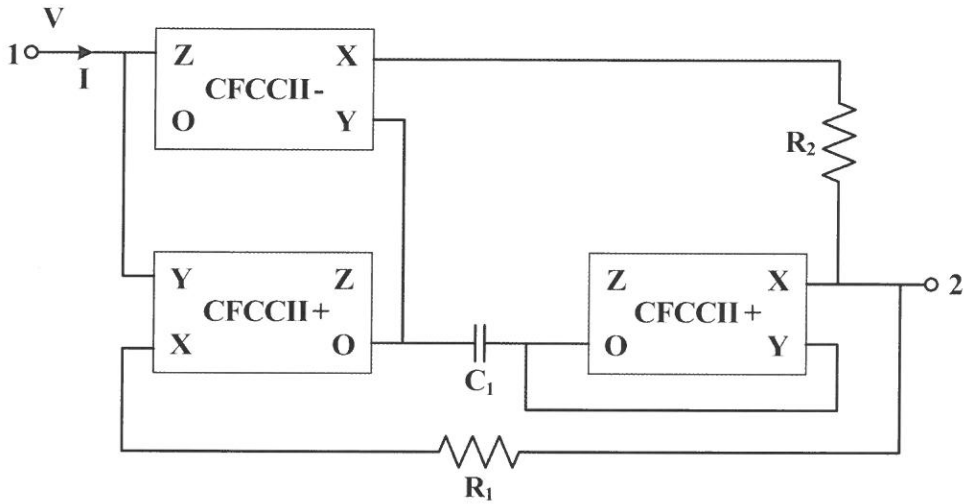 V
1
I
Z X
CFCCII-
O Y
R₂
Y Z
CFCCII+
X O
C₁
Z X
CFCCII+
O Y
2
R₁